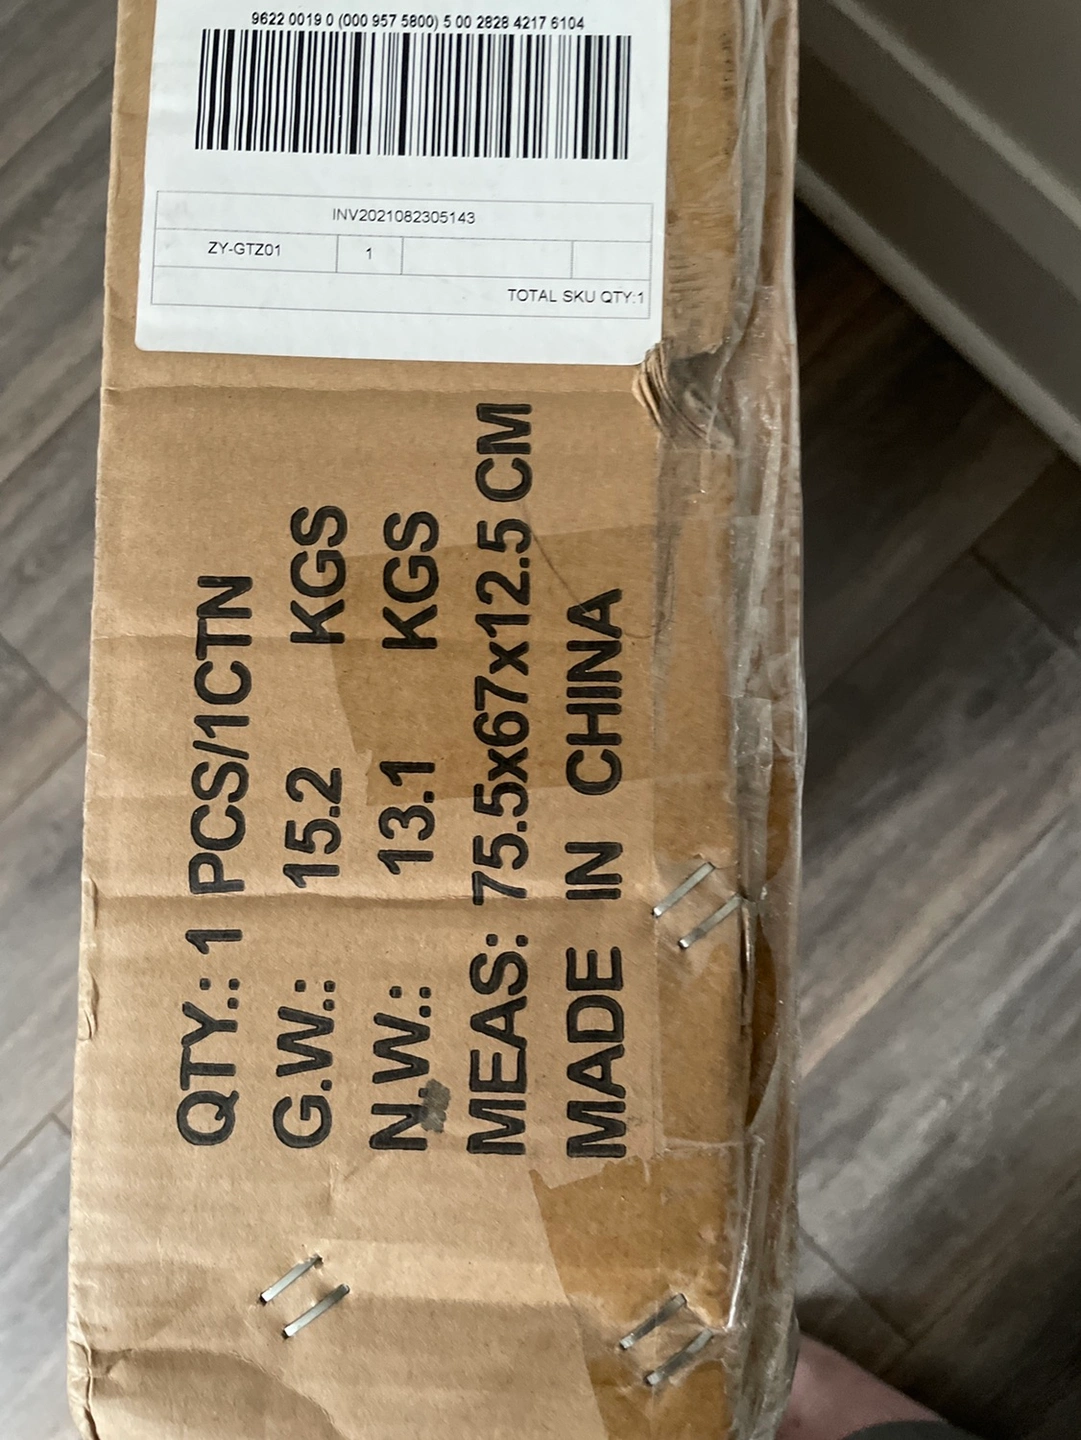 9622 0019 0 (000 957 5800) 5 00 2828 4217 6104
INV2021082305143
ZY-GTZ01 1
TOTAL SKU QTY:1
QTY.: 1 PCS/1CTN
G.W.: 15.2 KGS
N.W.: 13.1 KGS
MEAS: 75.5x67x12.5 CM
MADE IN CHINA